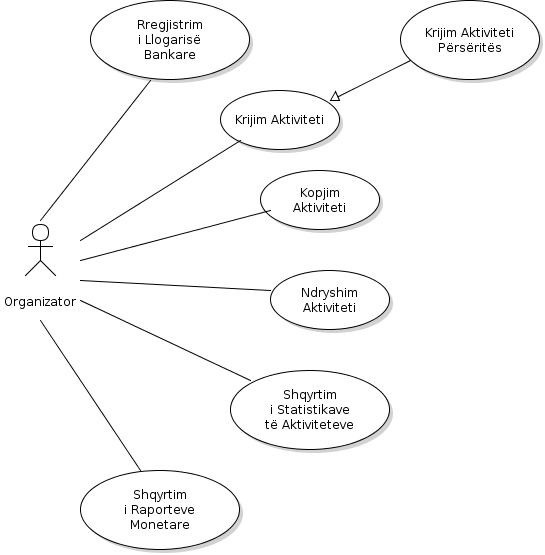 Rregjistrim
i Llogarisë
Bankare
Krijim Aktiviteti
Përsëritës
Krijim Aktiviteti
Kopjim
Aktiviteti
Organizator
Ndryshim
Aktiviteti
Shqyrtim
i Statistikave
të Aktiviteteve
Shqyrtim
i Raporteve
Monetare